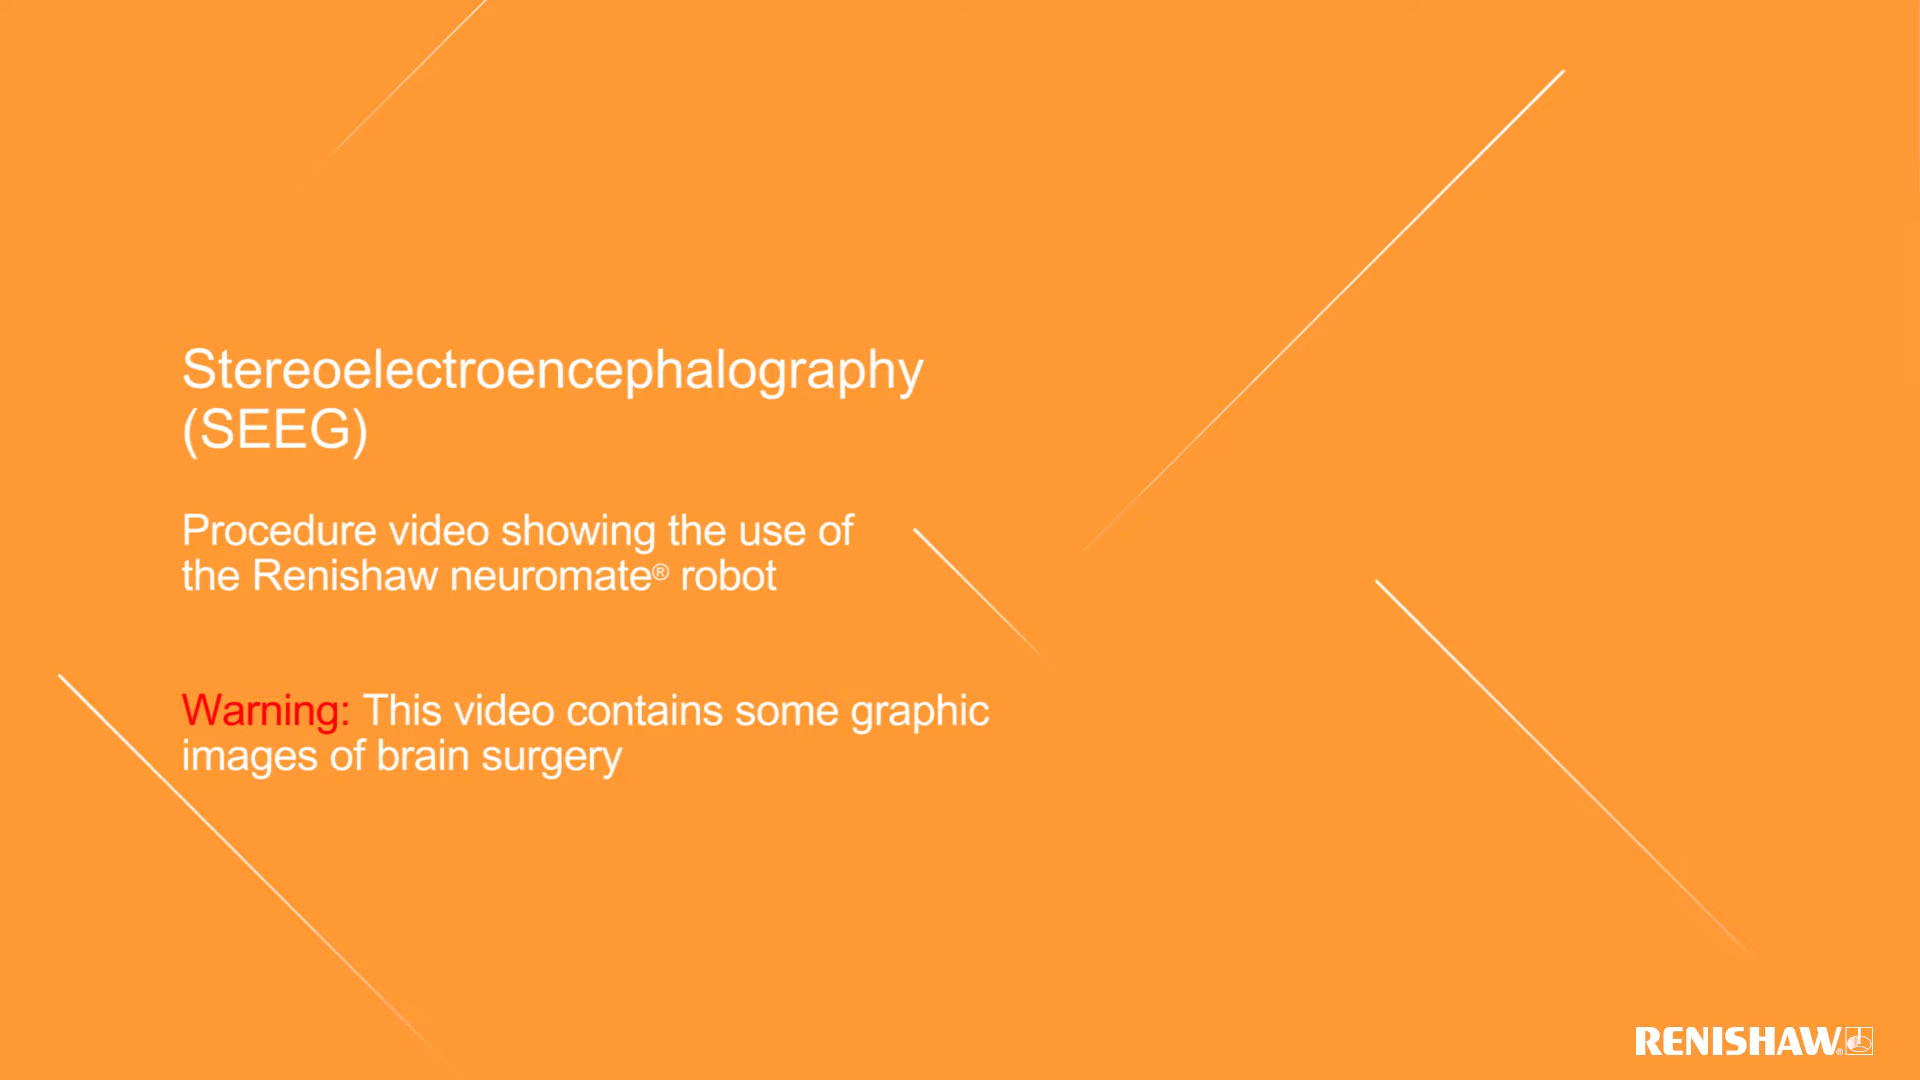 Stereoelectroencephalography
(SEEG)
Procedure video showing the use of
the Renishaw neuromate® robot
Warning: This video contains some graphic
images of brain surgery
RENISHAW®